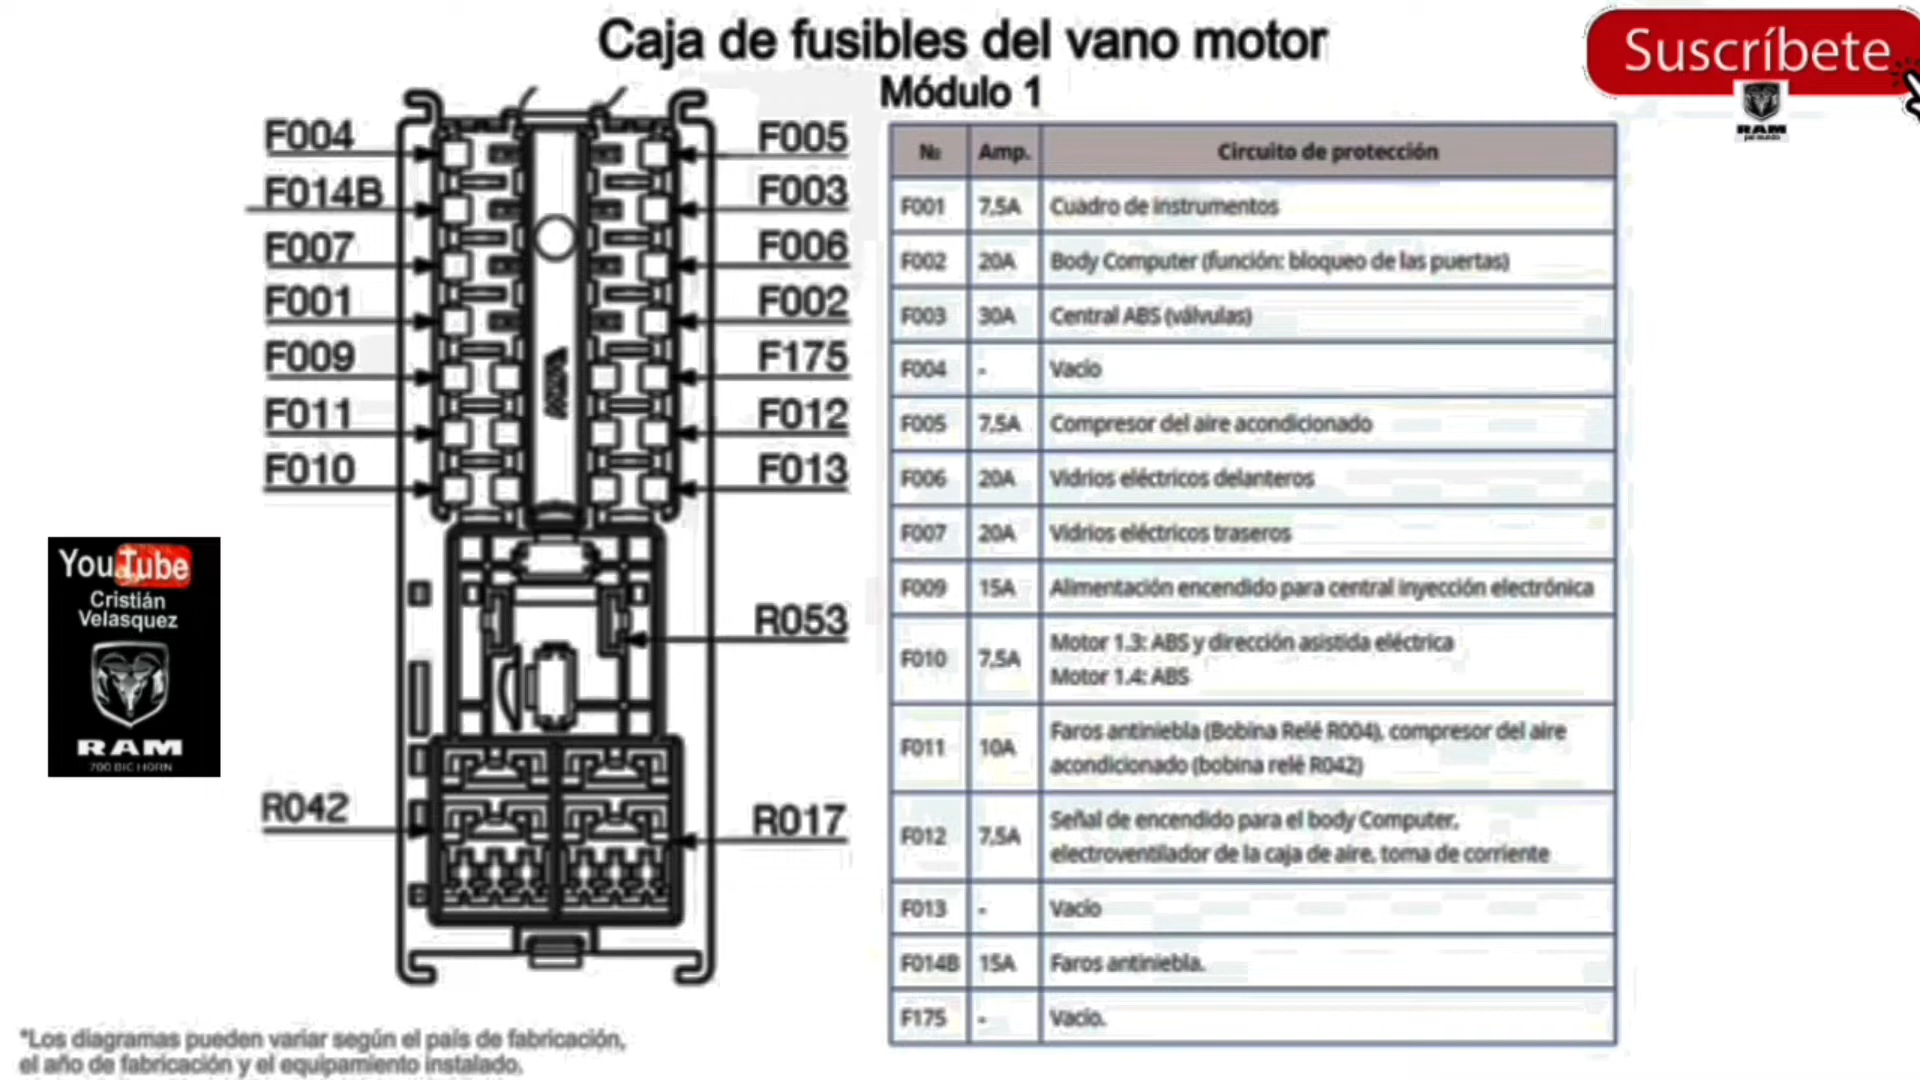 Caja de fusibles del vano motor
Módulo 1
Suscríbete
RAM
F004
F014B
F007
F001
F009
F011
F010
R042
F005
F003
F006
F002
F175
F012
F013
R053
R017
№ Amp. Circuito de protección
F001 7,5A Cuadro de instrumentos
F002 20A Body Computer (función: bloqueo de las puertas)
F003 30A Central ABS (válvulas)
F004 - Vacío
F005 7,5A Compresor del aire acondicionado
F006 20A Vidrios eléctricos delanteros
F007 20A Vidrios eléctricos traseros
F009 15A Alimentación encendido para central inyección electrónica
F010 7,5A Motor 1.3: ABS y dirección asistida eléctrica
Motor 1.4: ABS
F011 10A Faros antiniebla (Bobina Relé R004), compresor del aire
acondicionado (bobina relé R042)
F012 7,5A Señal de encendido para el body Computer,
electroventilador de la caja de aire, toma de corriente
F013 - Vacío
F014B 15A Faros antiniebla.
F175 - Vacío.
YouTube
Cristián
Velasquez
RAM
700 BIG HORN
*Los diagramas pueden variar según el país de fabricación,
el año de fabricación y el equipamiento instalado.